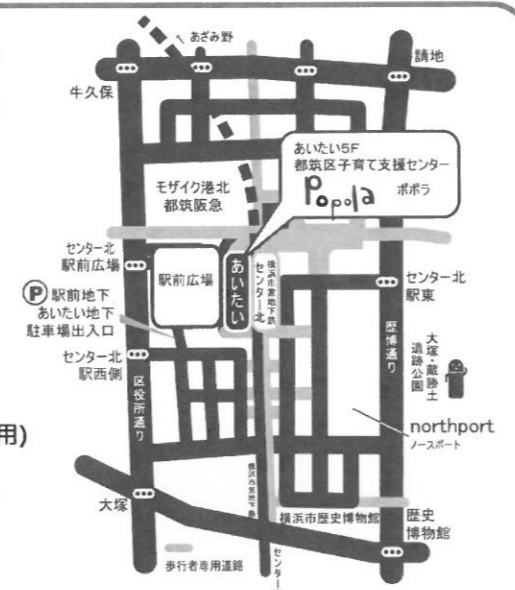 あざみ野
請地
牛久保
あいたい5F
都筑区子育て支援センター
Popola ポポラ
モザイク港北
都筑阪急
センター北
駅前広場
駅前広場
あいたい
横浜市営地下鉄
センター北
センター北
駅東
P 駅前地下
あいたい地下
駐車場出入口
センター北
駅西側
区役所通り
歴博通り
大塚・歳勝土
遺跡公園
northport
ノースポート
用)
大塚
横浜市歴史博物館
歴史
博物館
歩行者専用道路
センター